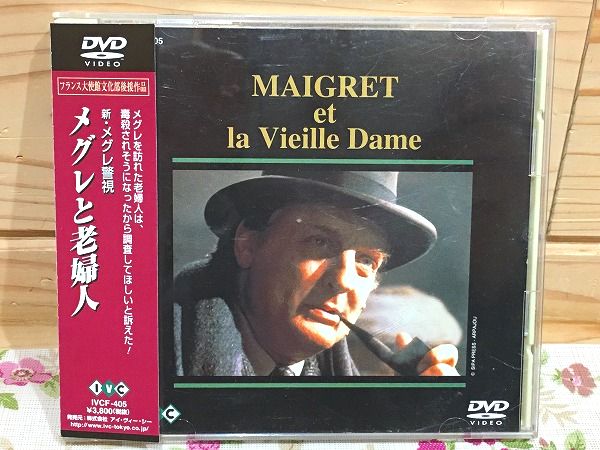 DVD
VIDEO
フランス大使館文化部後援作品
メグレを訪れた老婦人は、
毒殺されそうになったから調査してほしいと訴えた!
新・メグレ警視
メグレと老婦人
IVC
IVCF-405
¥3,800(税抜)
発売元:株式会社 アイ・ヴィー・シー
http://www.ivc-tokyo.co.jp/
05
MAIGRET
et
la Vieille Dame
© SIPA PRESS - ARPAJOU
C
DVD
VIDEO